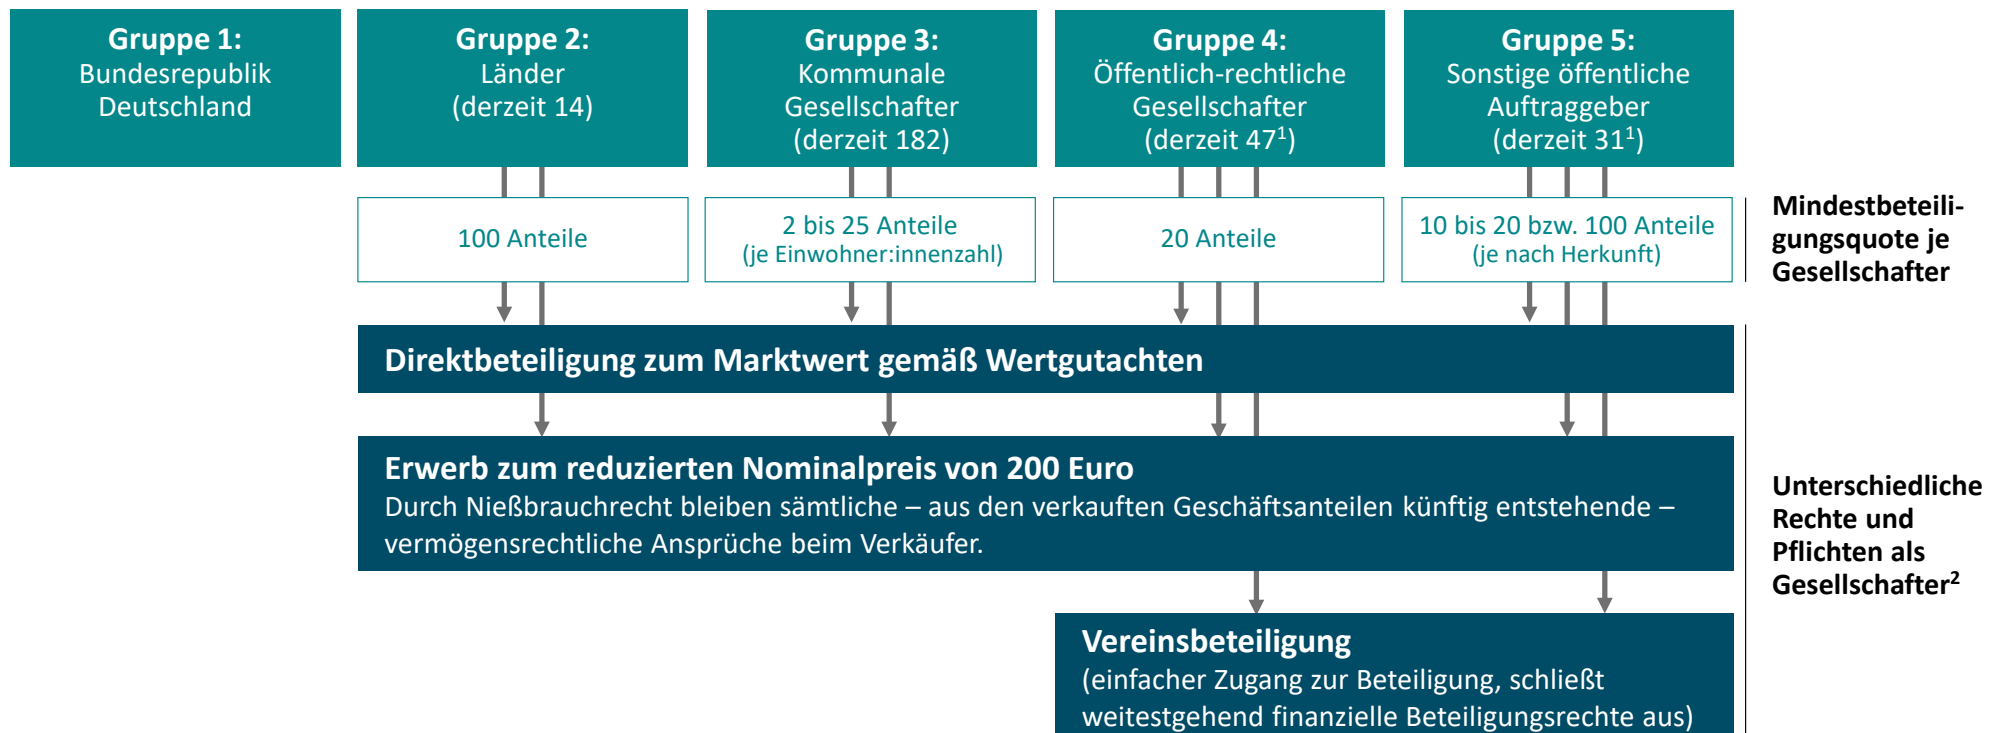 Gruppe 1:
Bundesrepublik
Deutschland
Gruppe 2:
Länder
(derzeit 14)
Gruppe 3:
Kommunale
Gesellschafter
(derzeit 182)
Gruppe 4:
Öffentlich-rechtliche
Gesellschafter
(derzeit 47¹)
Gruppe 5:
Sonstige öffentliche
Auftraggeber
(derzeit 31¹)
100 Anteile
2 bis 25 Anteile
(je Einwohner:innenzahl)
20 Anteile
10 bis 20 bzw. 100 Anteile
(je nach Herkunft)
Mindestbeteili-
gungsquote je
Gesellschafter
Direktbeteiligung zum Marktwert gemäß Wertgutachten
Erwerb zum reduzierten Nominalpreis von 200 Euro
Durch Nießbrauchrecht bleiben sämtliche – aus den verkauften Geschäftsanteilen künftig entstehende –
vermögensrechtliche Ansprüche beim Verkäufer.
Unterschiedliche
Rechte und
Pflichten als
Gesellschafter²
Vereinsbeteiligung
(einfacher Zugang zur Beteiligung, schließt
weitestgehend finanzielle Beteiligungsrechte aus)